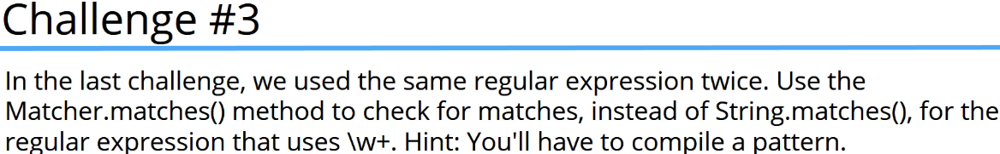 Challenge #3
In the last challenge, we used the same regular expression twice. Use the
Matcher.matches() method to check for matches, instead of String.matches(), for the
regular expression that uses \w+. Hint: You'll have to compile a pattern.